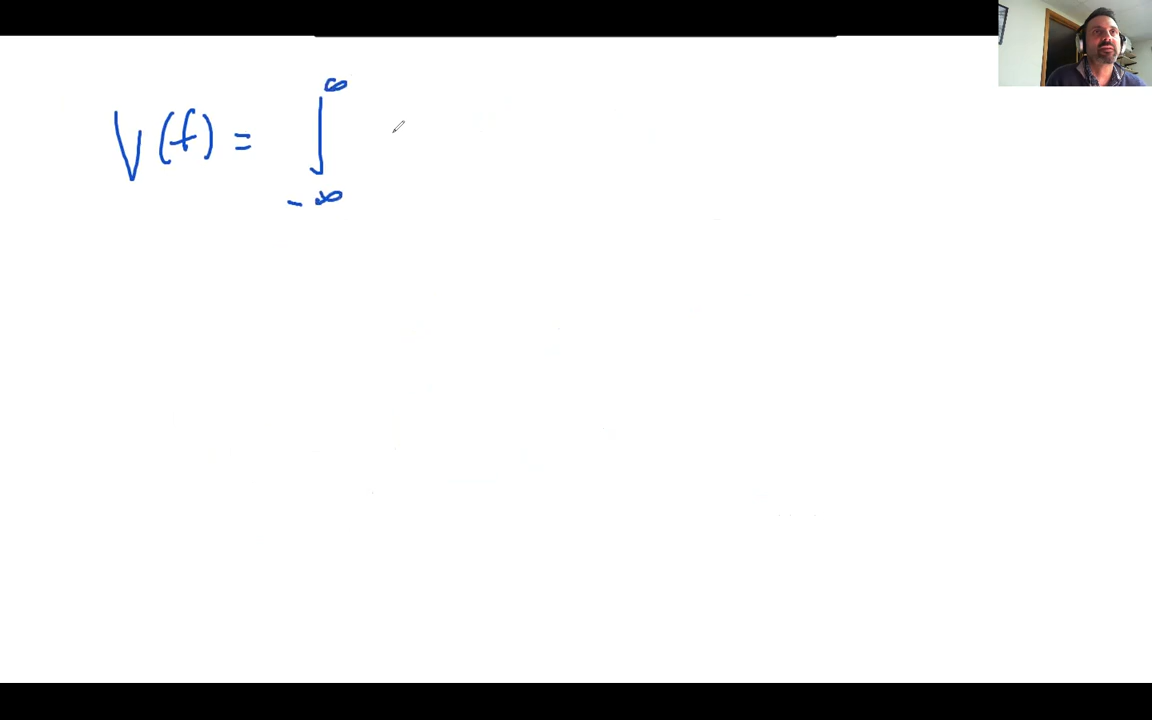 V(f) = ∫_{-∞}^{∞}